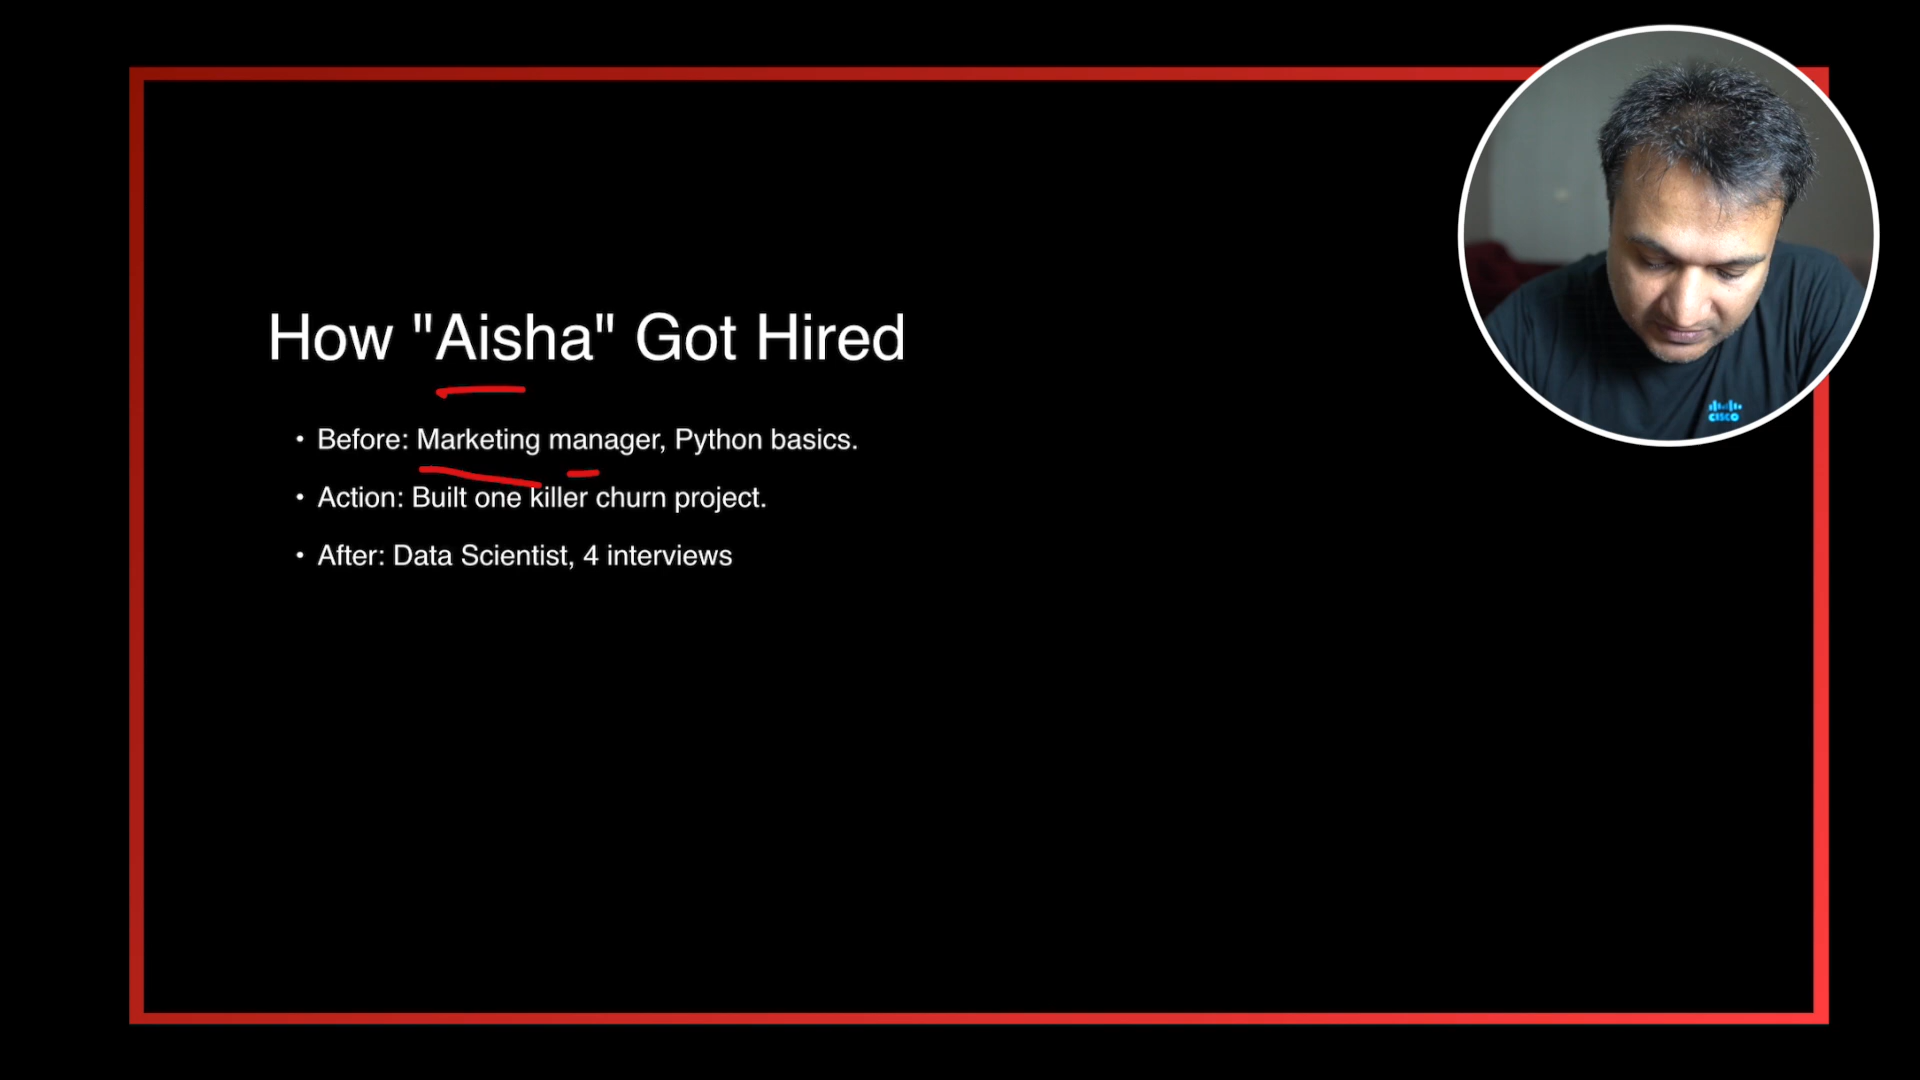 How "Aisha" Got Hired
• Before: Marketing manager, Python basics.
• Action: Built one killer churn project.
• After: Data Scientist, 4 interviews
CISCO